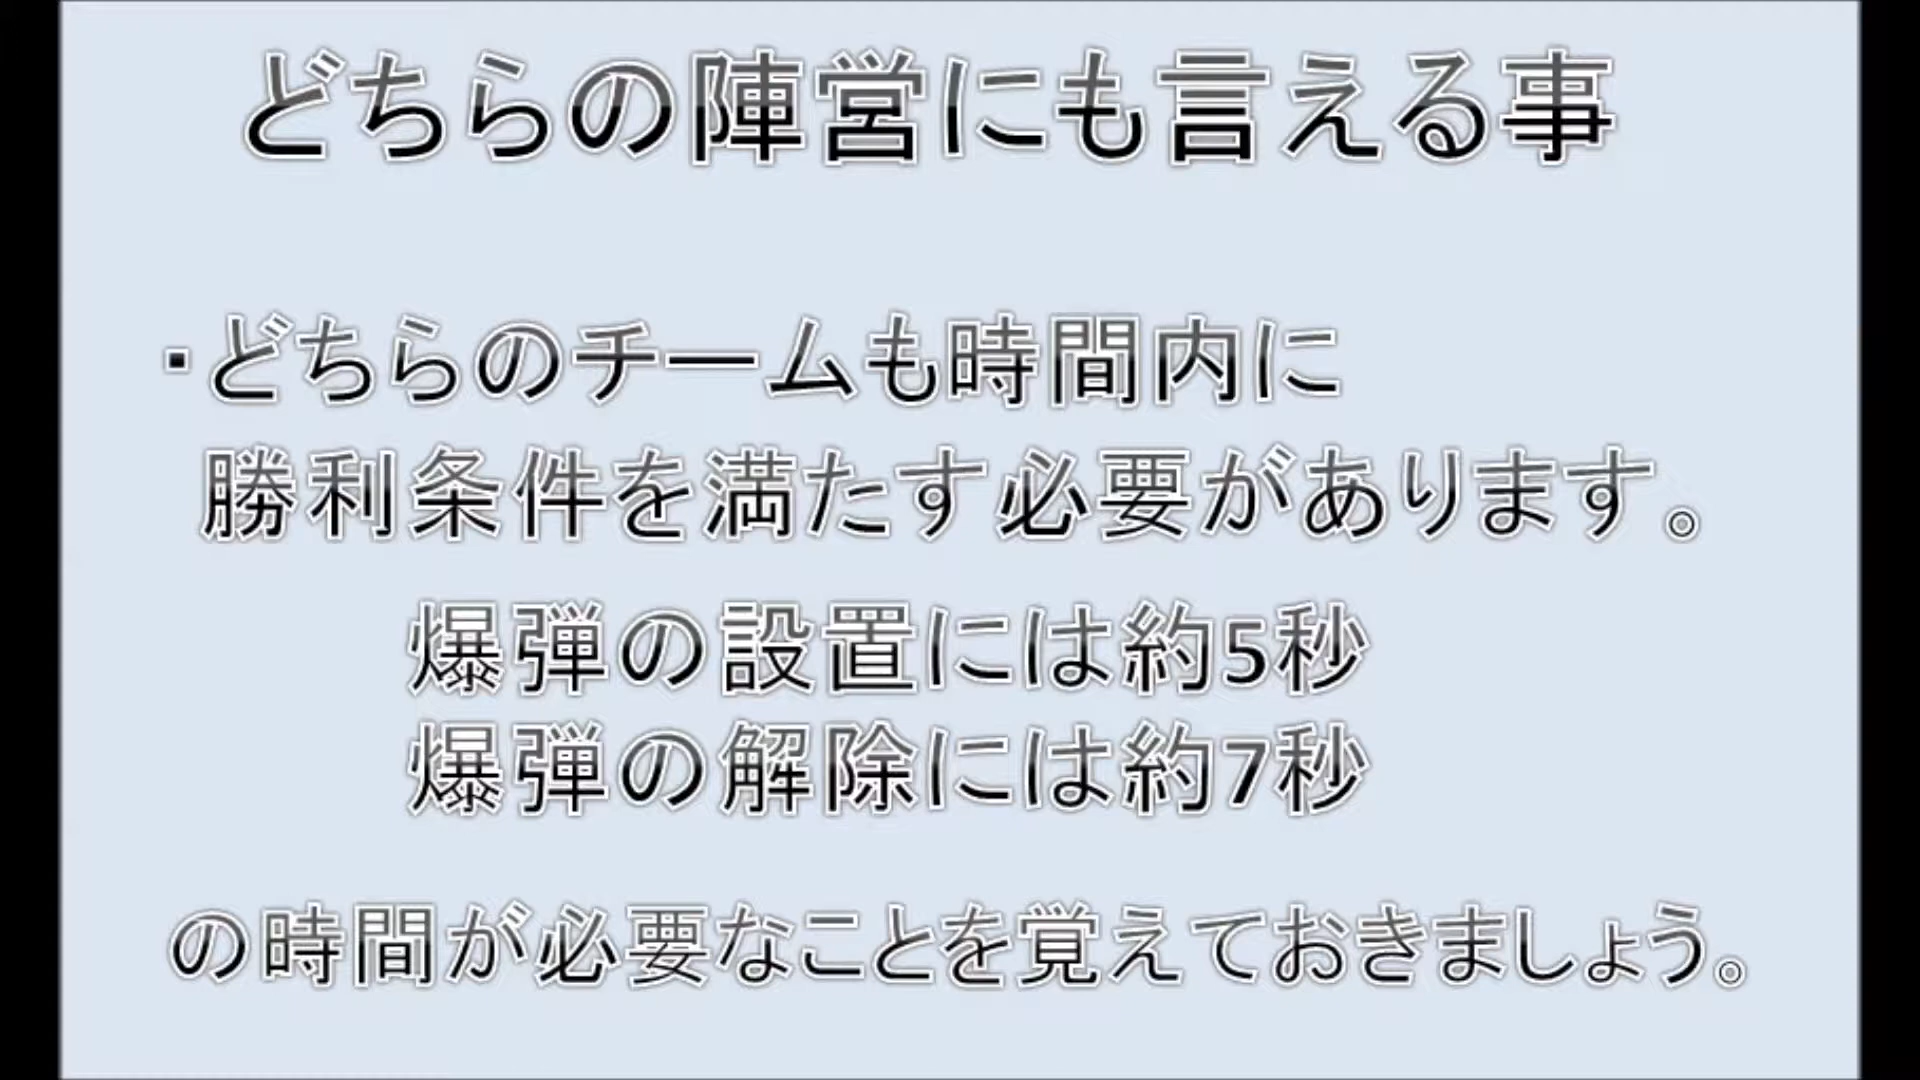 どちらの陣営にも言える事
・どちらのチームも時間内に
勝利条件を満たす必要があります。
爆弾の設置には約5秒
爆弾の解除には約7秒
の時間が必要なことを覚えておきましょう。